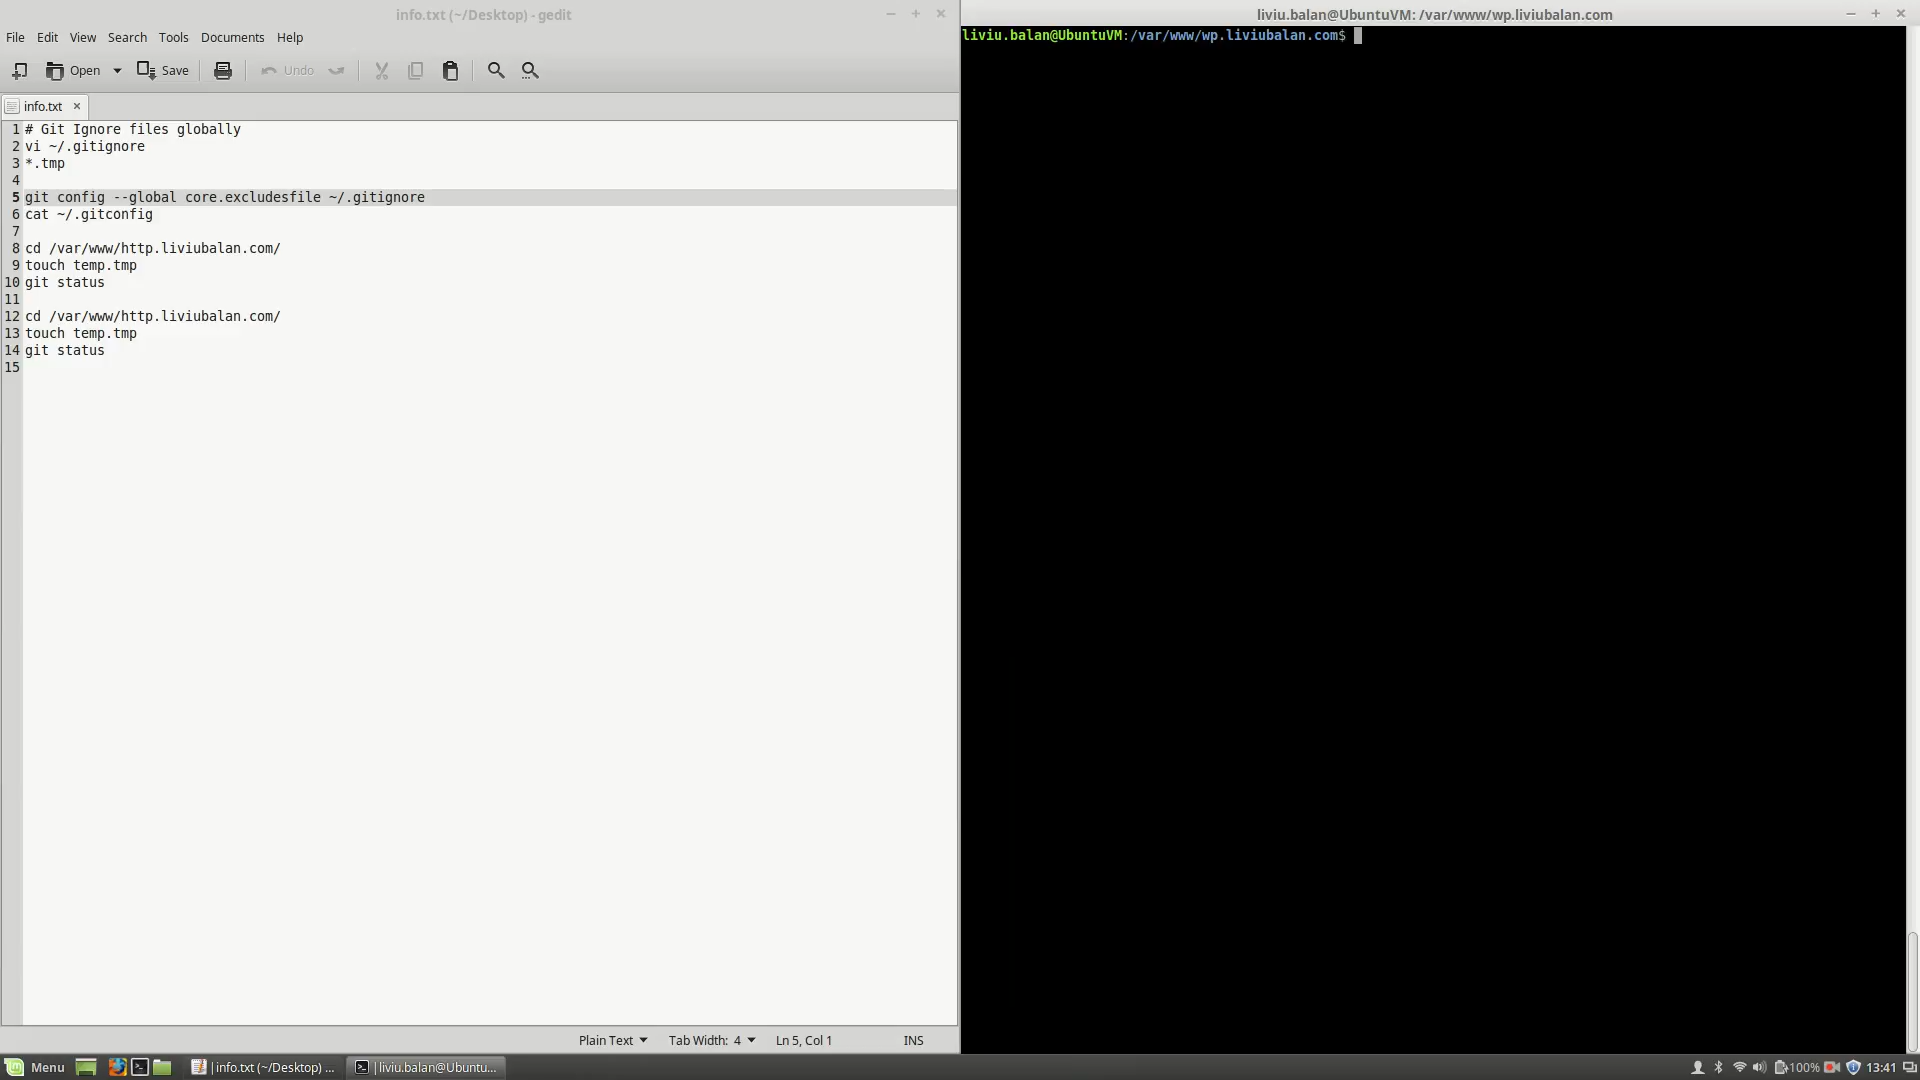 info.txt (~/Desktop) - gedit
File Edit View Search Tools Documents Help
Open Save Undo
info.txt
1 # Git Ignore files globally
2 vi ~/.gitignore
3 *.tmp
4
5 git config --global core.excludesfile ~/.gitignore
6 cat ~/.gitconfig
7
8 cd /var/www/http.liviubalan.com/
9 touch temp.tmp
10 git status
11
12 cd /var/www/http.liviubalan.com/
13 touch temp.tmp
14 git status
15
Plain Text Tab Width: 4 Ln 5, Col 1 INS
liviu.balan@UbuntuVM: /var/www/wp.liviubalan.com
liviu.balan@UbuntuVM:/var/www/wp.liviubalan.com$
Menu |info.txt (~/Desktop) ... |liviu.balan@Ubuntu... 100% 13:41